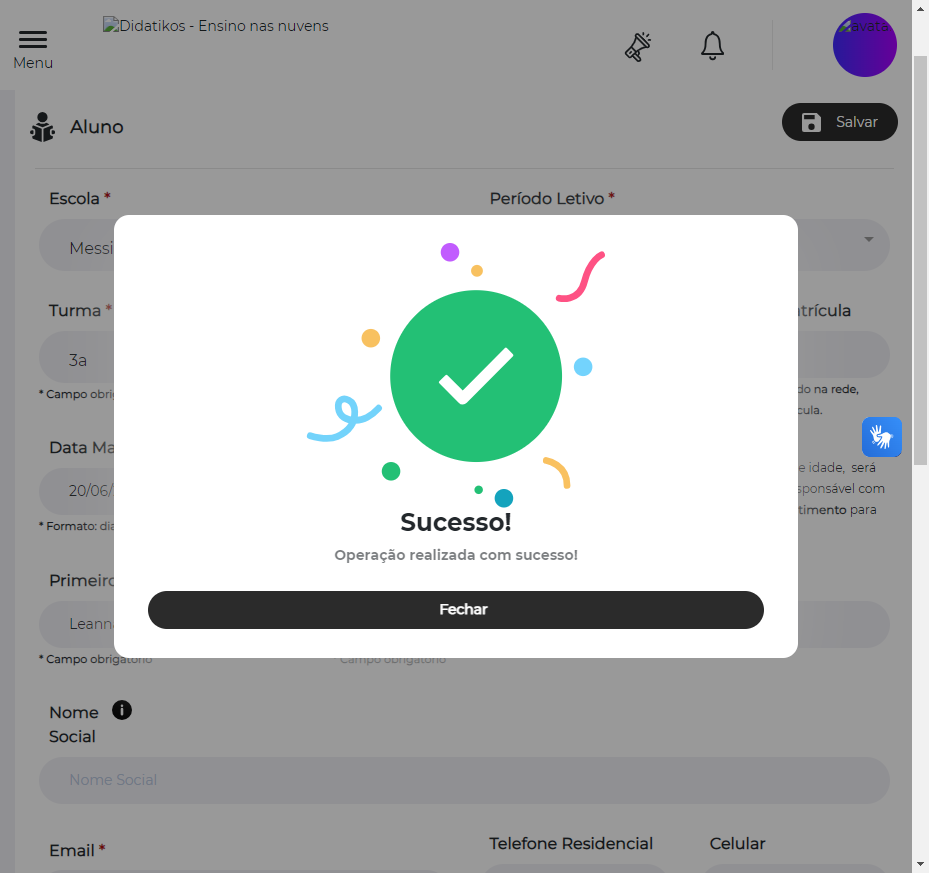 Didatikos - Ensino nas nuvens
avata
Menu
Aluno
Salvar
Escola *
Período Letivo *
Messi
Turma *
trícula
3a
* Campo obrig
do na rede,
cula.
Data Ma
e idade, será
20/06/
sponsável com
timento para
* Formato: dia
Sucesso!
Operação realizada com sucesso!
Primeiro
Fechar
Leann
* Campo obrigatório
Campo obrigatório
Nome
Social
Nome Social
Email *
Telefone Residencial
Celular